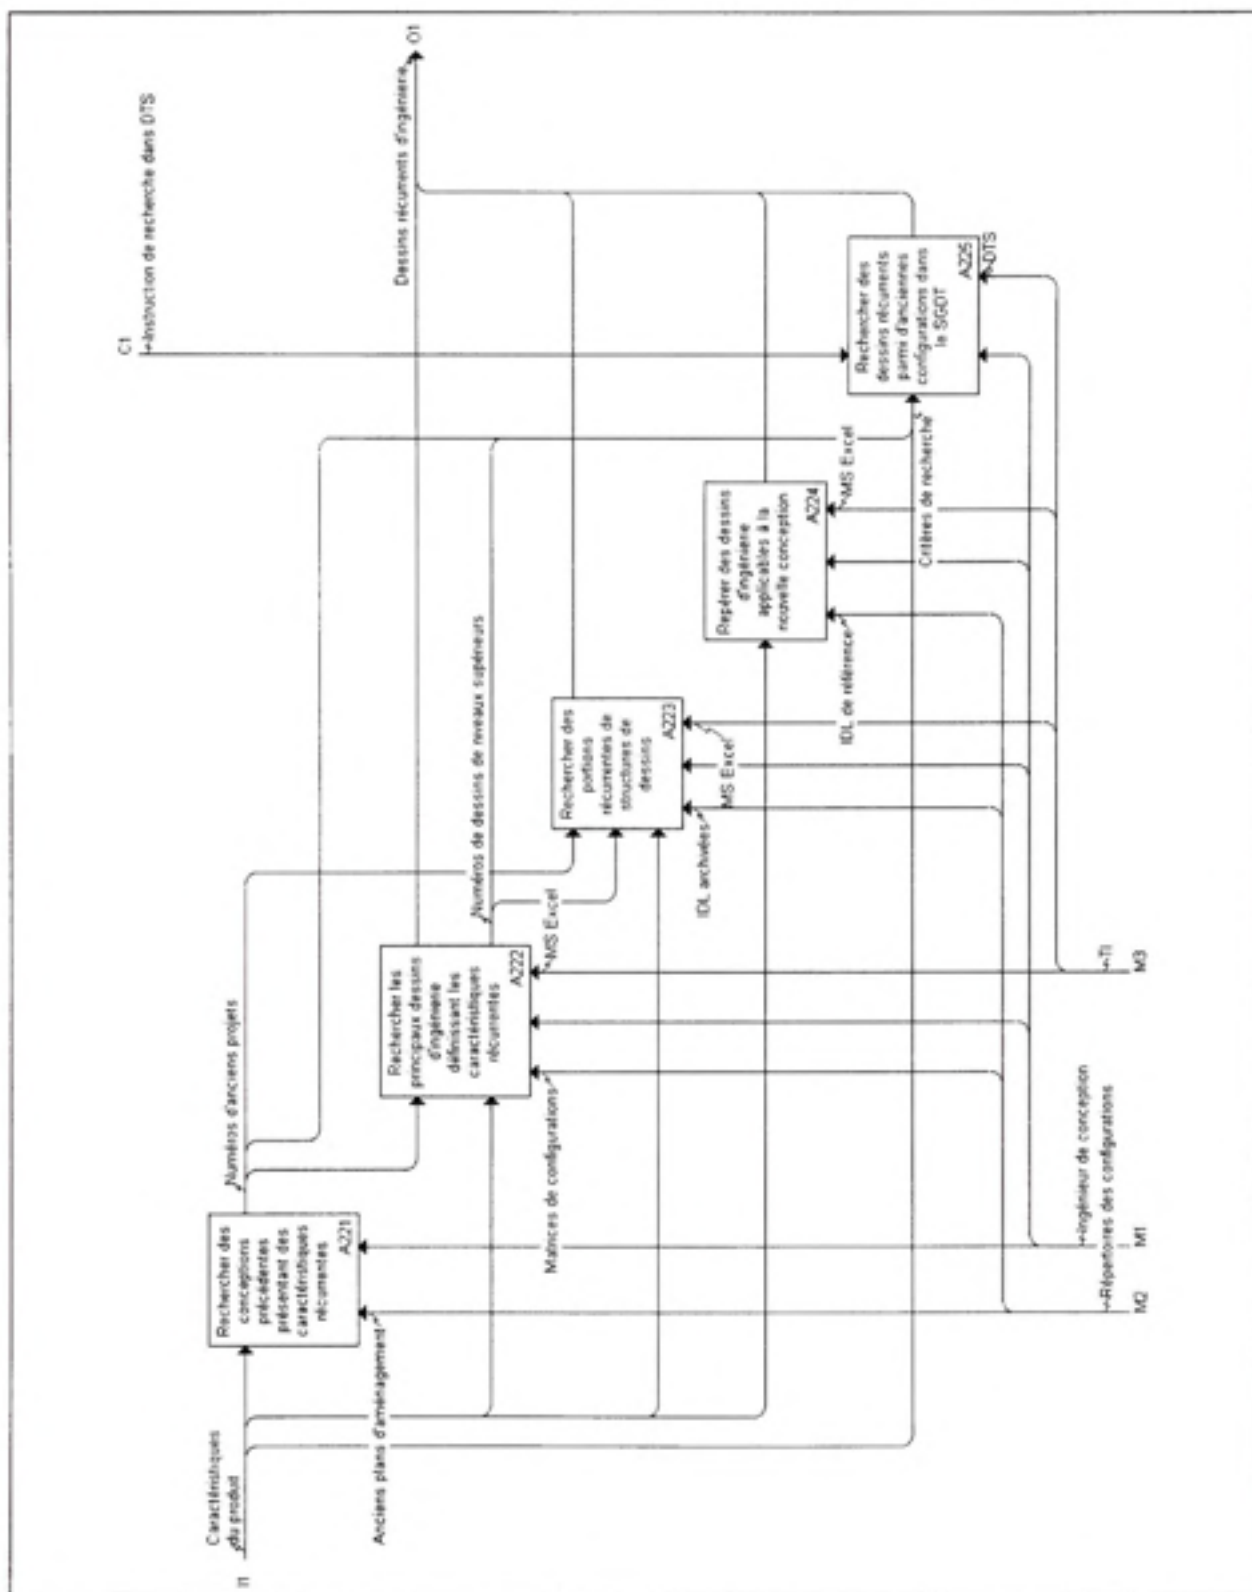 C1
Instruction de recherche dans DTS
Dessins récurrents d'ingénierie
O1
Numéros d'anciens projets
Caractéristiques
du produit
I1
Rechercher des
conceptions
précédentes
présentant des
caractéristiques
récurrentes
A221
Anciens plans d'aménagement
Rechercher les
principaux dessins
d'ingénierie
définissant les
caractéristiques
récurrentes
A222
Numéros de dessins de niveaux supérieurs
MS Excel
Matrices de configurations
Rechercher des
portions
récurrentes de
structures de
dessins
A223
IDL archivées
MS Excel
Repérer des dessins
d'ingénierie
applicables à la
nouvelle conception
A224
IDL de référence
MS Excel
Critères de recherche
Rechercher des
dessins récurrents
parmi d'anciennes
configurations dans
le SGDT
A225
DTS
Ingénieur de conception
Répertoires des configurations
TI
M2
M1
M3